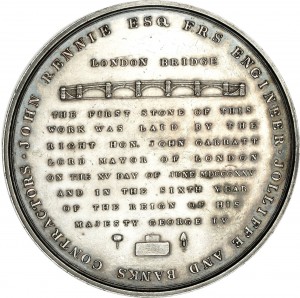 JOHN RENNIE ESQ FRS ENGINEER·JOLLIFFE AND BANKS CONTRACTORS·
LONDON BRIDGE
THE FIRST STONE OF THIS
WORK WAS LAID BY THE
RIGHT HON. JOHN GARRATT
LORD MAYOR OF LONDON
ON THE XV DAY OF JUNE MDCCCXXV
AND IN THE SIXTH YEAR
OF THE REIGN OF HIS
MAJESTY GEORGE IV